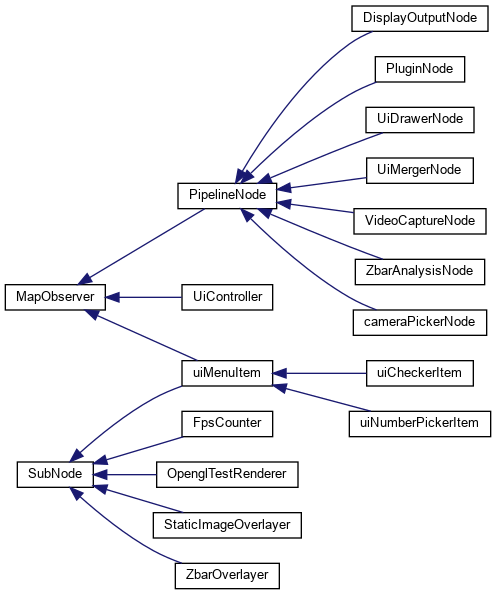 DisplayOutputNode
PluginNode
UiDrawerNode
UiMergerNode
PipelineNode
VideoCaptureNode
ZbarAnalysisNode
MapObserver
UiController
cameraPickerNode
uiMenuItem
uiCheckerItem
FpsCounter
uiNumberPickerItem
SubNode
OpenglTestRenderer
StaticImageOverlayer
ZbarOverlayer